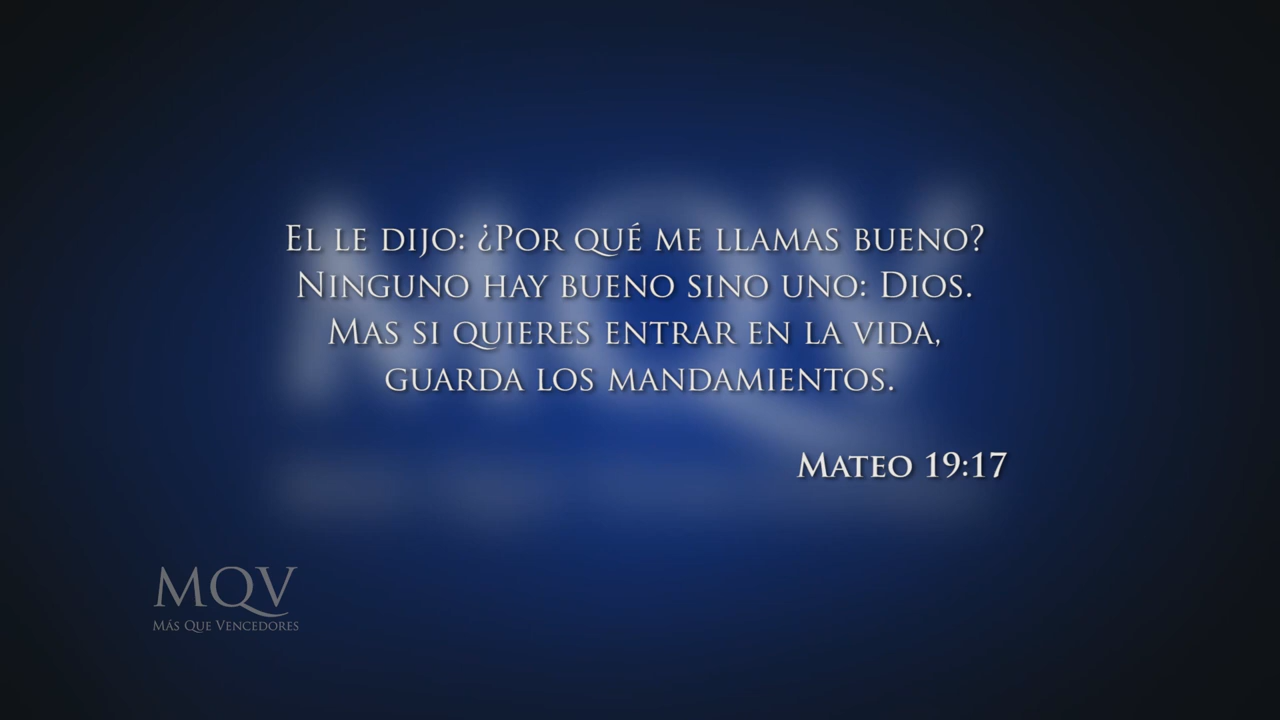 El le dijo: ¿Por qué me llamas bueno?
Ninguno hay bueno sino uno: Dios.
Mas si quieres entrar en la vida,
guarda los mandamientos.
Mateo 19:17
MQV
Más Que Vencedores